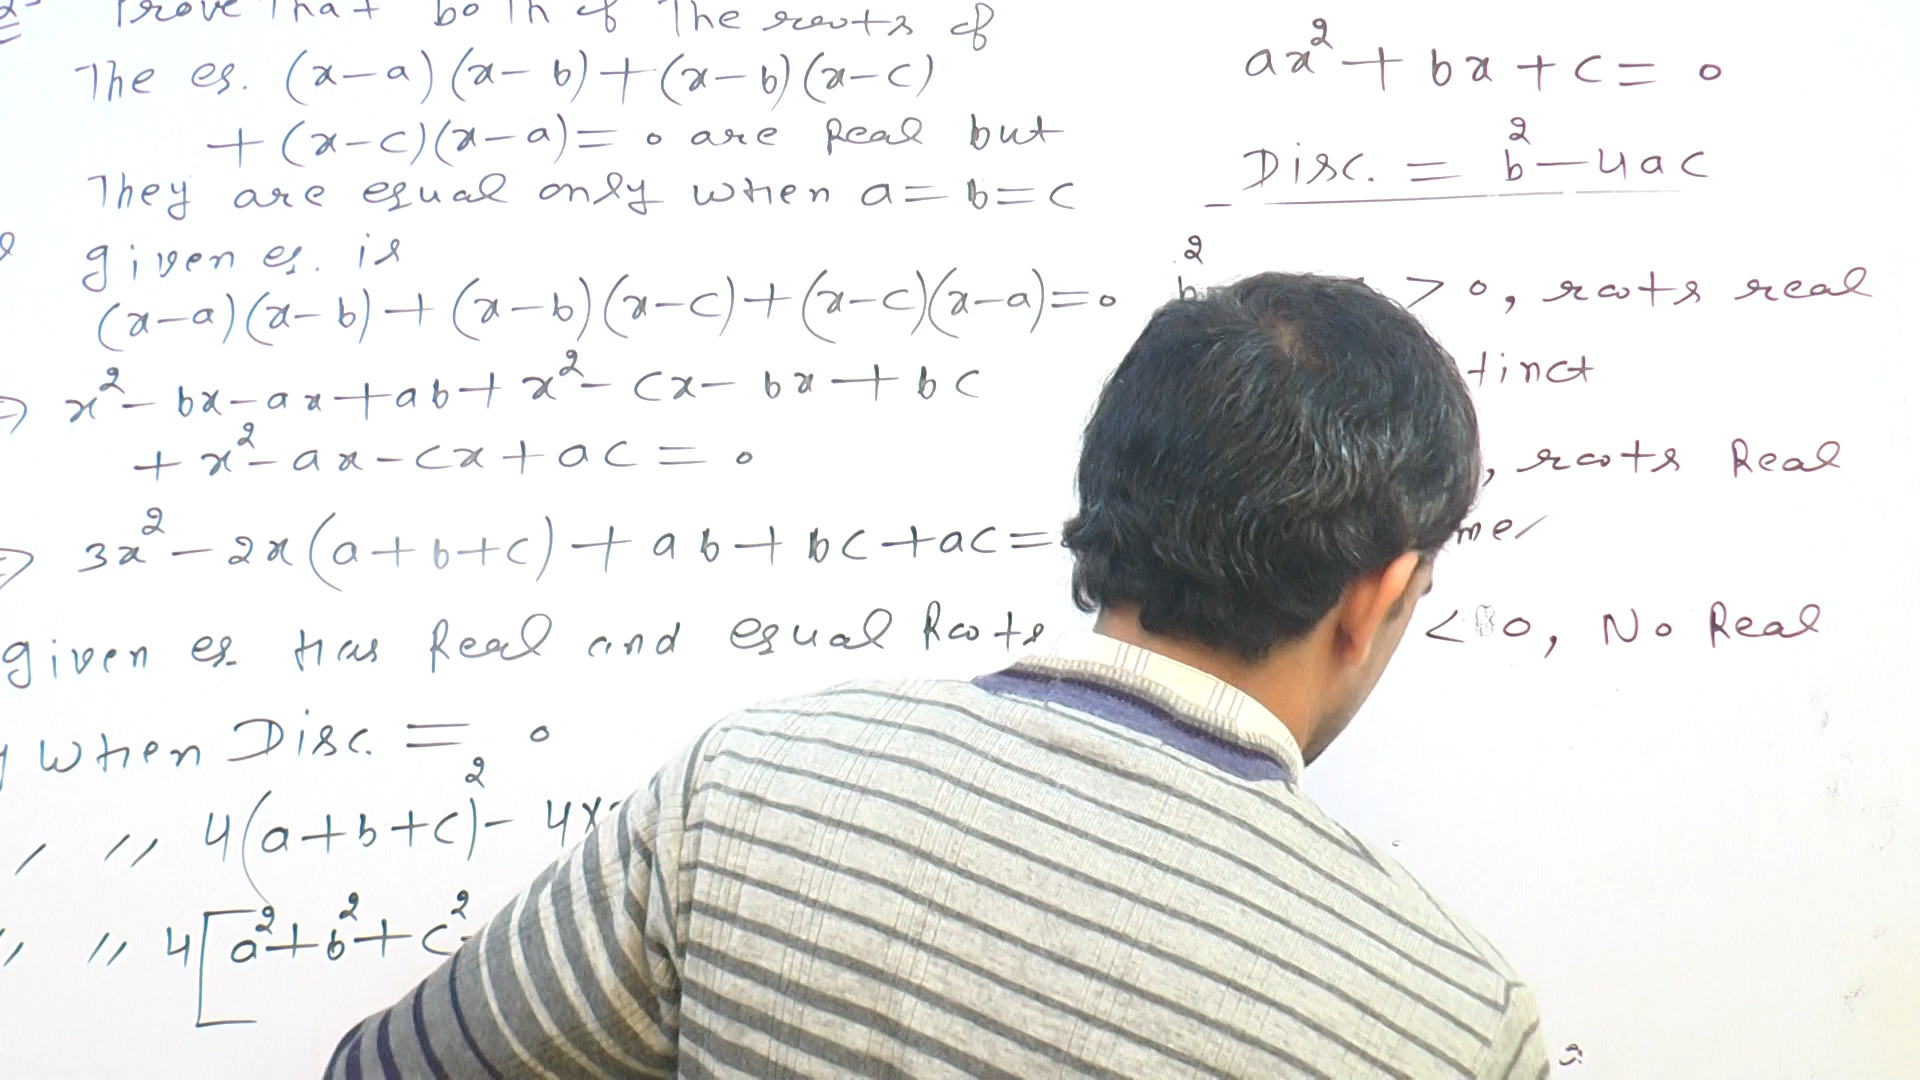 Prove That both of The roots of
The eq. (x-a)(x-b)+(x-b)(x-c)
+(x-c)(x-a)=0 are Real but
They are equal only when a=b=c
given eq. is
(x-a)(x-b)+(x-b)(x-c)+(x-c)(x-a)=0
⇒ x²-bx-ax+ab+x²-cx-bx+bc
+x²-ax-cx+ac=0
⇒ 3x²-2x(a+b+c)+ab+bc+ac=
given eq has Real and equal Roots
when Disc. = 0
,, ,, 4(a+b+c)²-4×
,, ,, 4[a²+b²+c²
ax²+bx+c=0
Disc. = b²-4ac
b² >0, roots real
, roots Real
<0, No Real